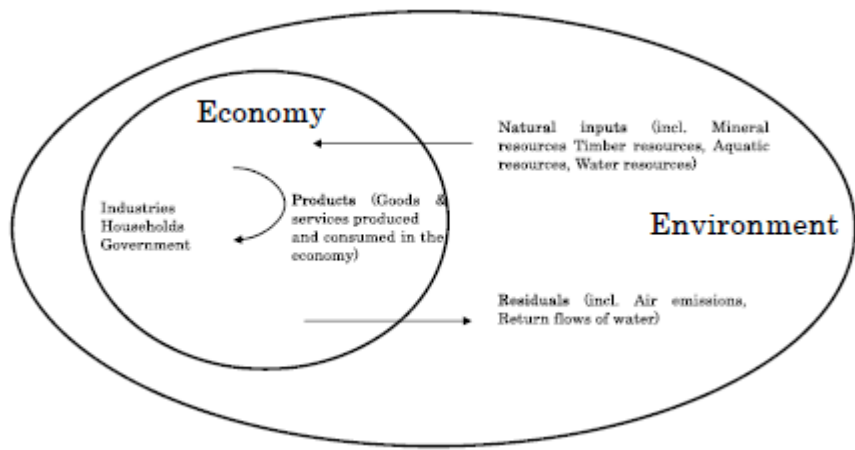 Economy
Natural inputs (incl. Mineral
resources Timber resources, Aquatic
resources, Water resources)
Industries
Households
Government
Products (Goods &
services produced
and consumed in the
economy)
Environment
Residuals (incl. Air emissions,
Return flows of water)